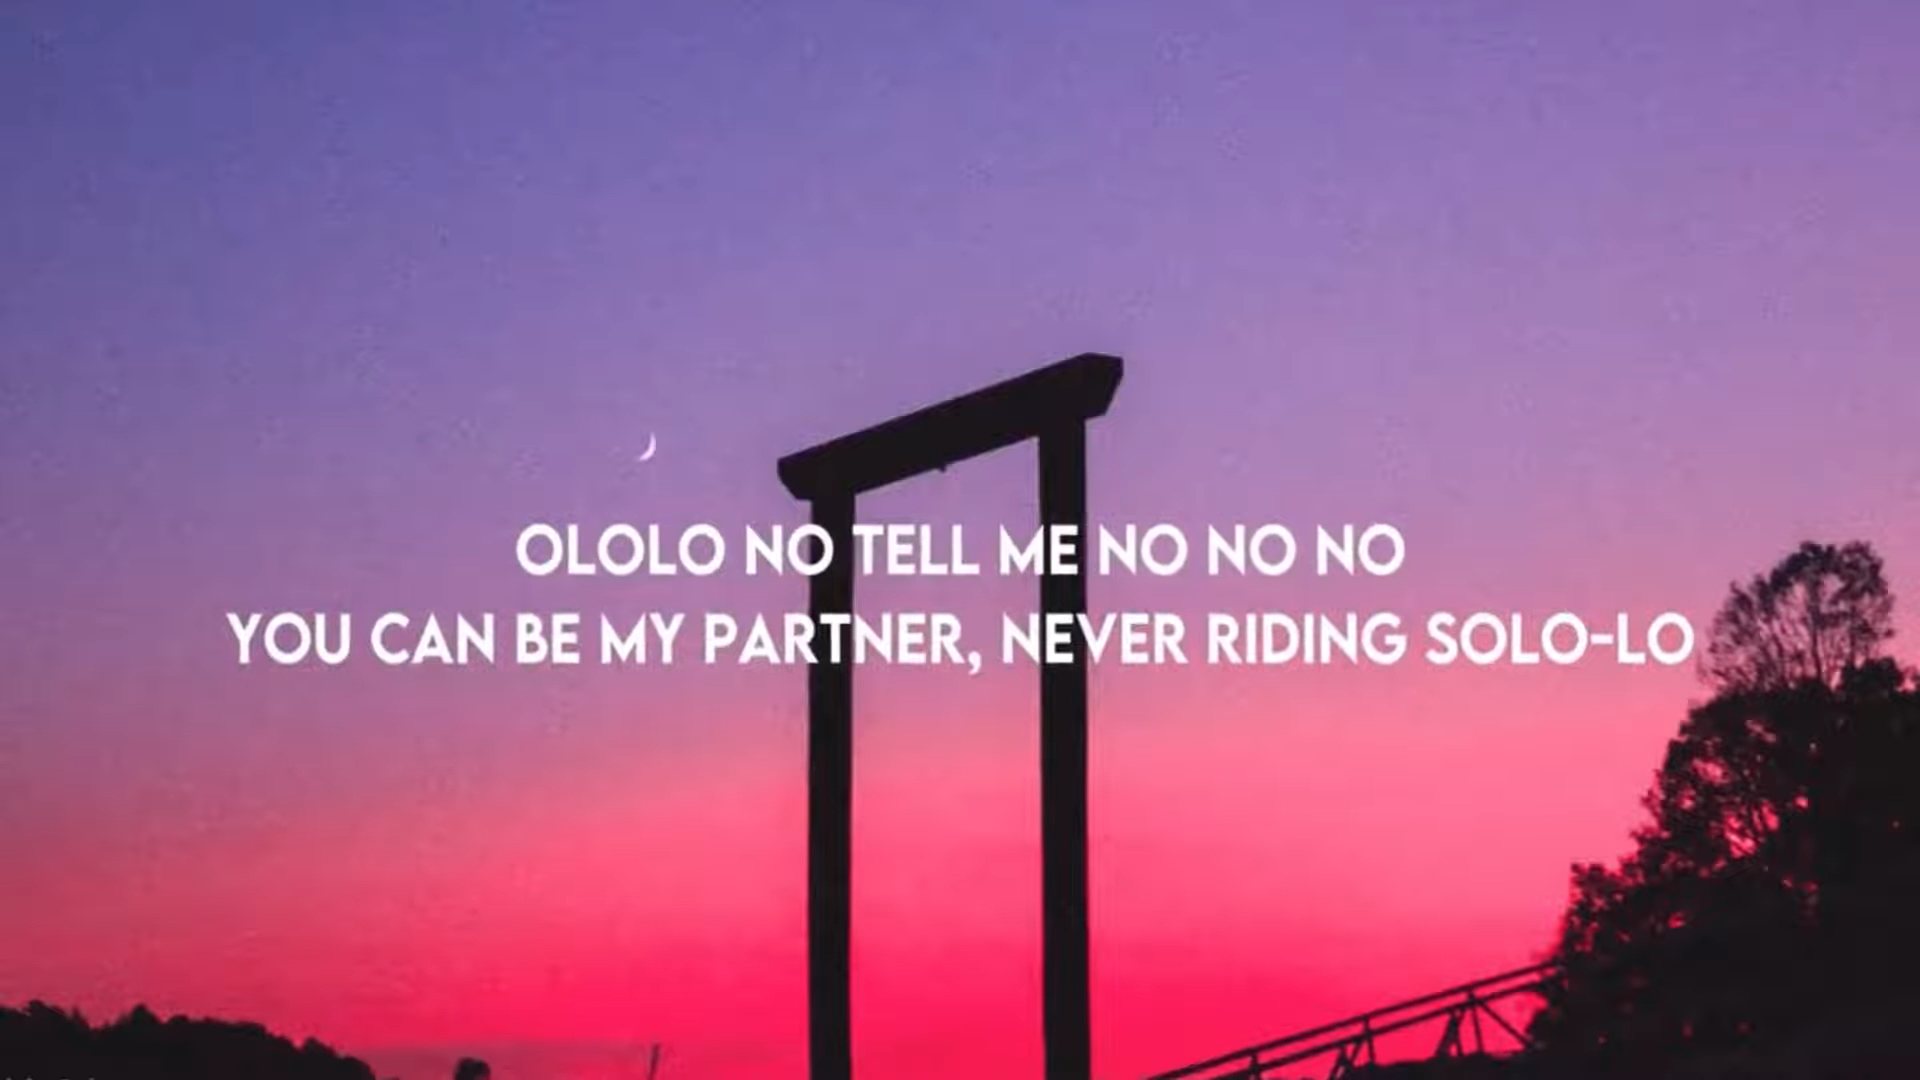 OLOLO NO TELL ME NO NO NO
YOU CAN BE MY PARTNER, NEVER RIDING SOLO-LO